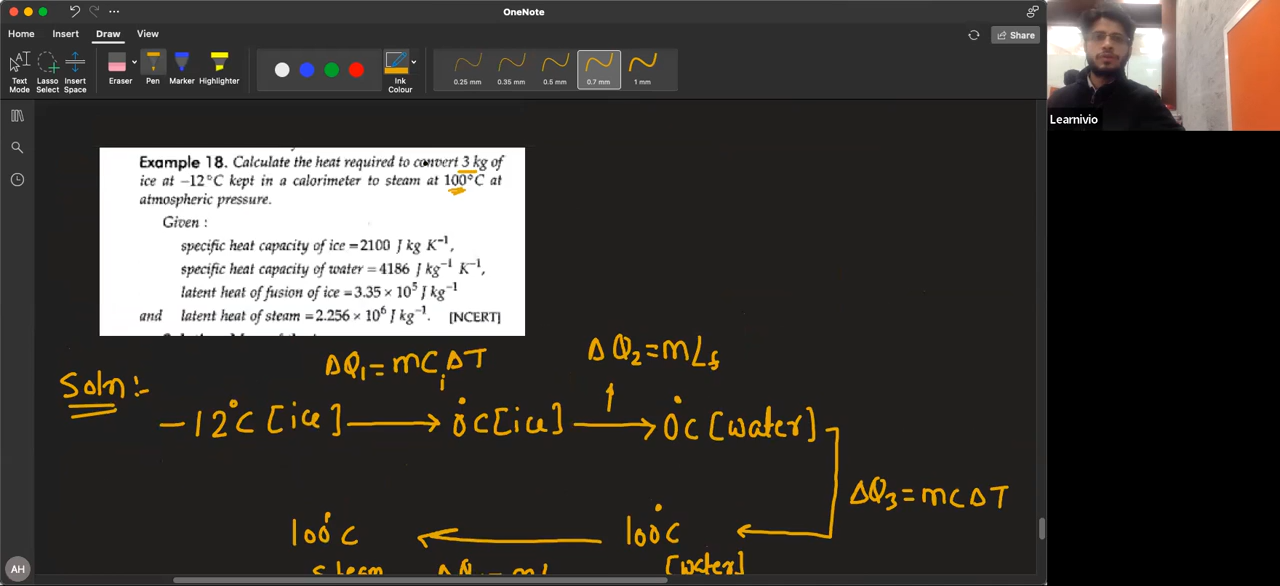 OneNote
Home Insert Draw View
Share
Text Mode
Lasso Select
Insert Space
Eraser
Pen
Marker
Highlighter
Ink Colour
0.25 mm
0.35 mm
0.5 mm
0.7 mm
1 mm
Learnivio
Example 18. Calculate the heat required to convert 3 kg of
ice at −12°C kept in a calorimeter to steam at 100°C at
atmospheric pressure.
Given :
specific heat capacity of ice = 2100 J kg K⁻¹,
specific heat capacity of water = 4186 J kg⁻¹ K⁻¹,
latent heat of fusion of ice = 3.35 × 10⁵ J kg⁻¹
and latent heat of steam = 2.256 × 10⁶ J kg⁻¹. [NCERT]
ΔQ₁ = mCᵢΔT
ΔQ₂ = mLf
Soln:-
−12°C [ice] → 0°C [ice] → 0°C [water]
ΔQ₃ = mCΔT
100°C ← 100°C
steam
[water]
AH